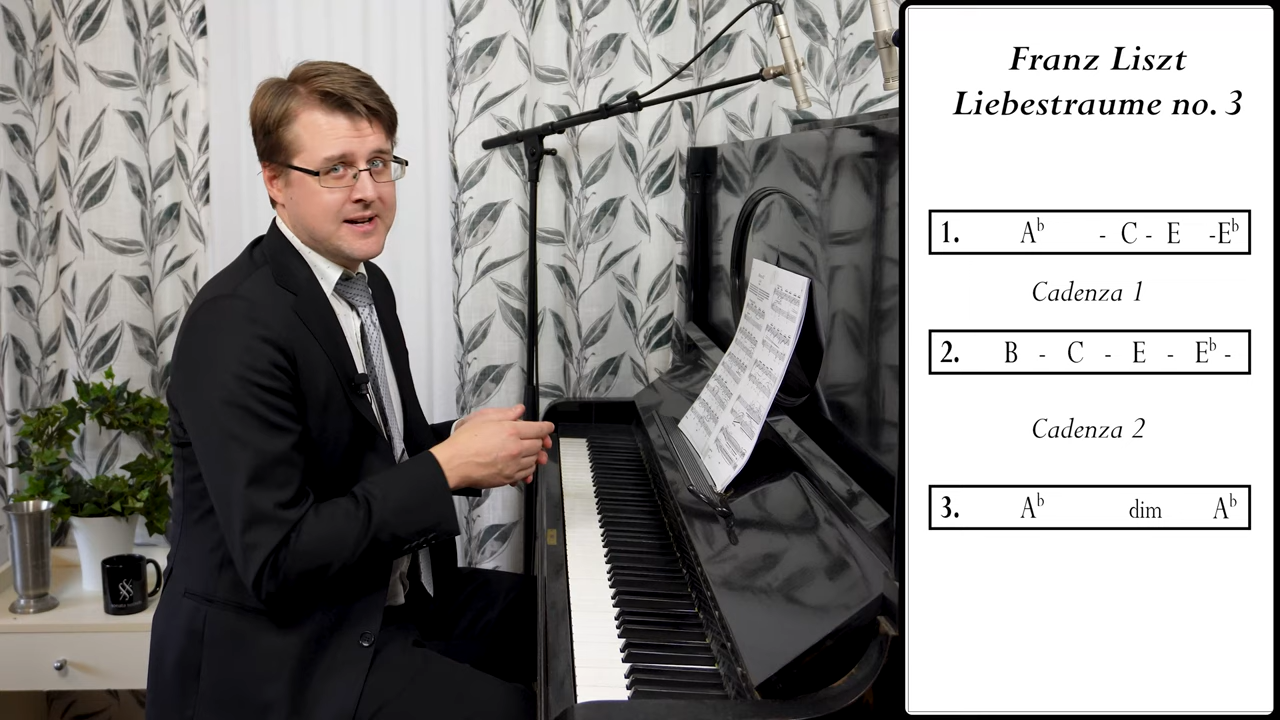 Franz Liszt
Liebestraume no. 3
1. A♭ - C - E - E♭
Cadenza 1
2. B - C - E - E♭ -
Cadenza 2
3. A♭ dim A♭